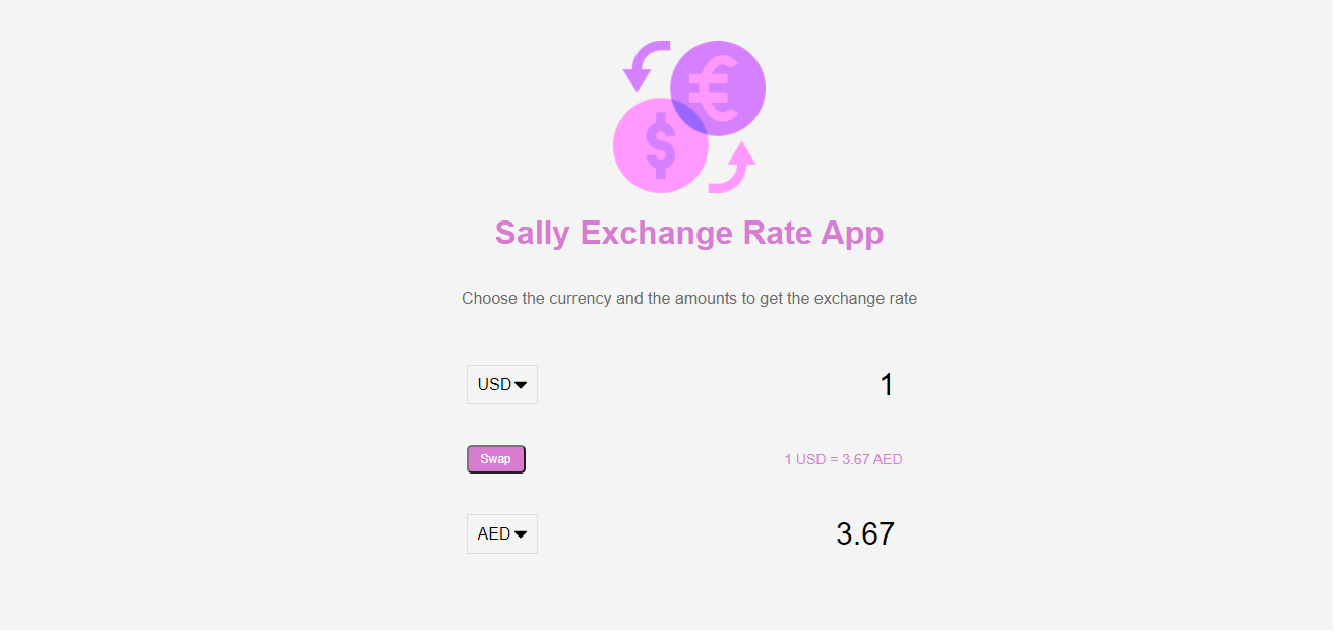 €
$
Sally Exchange Rate App
Choose the currency and the amounts to get the exchange rate
USD 1
Swap 1 USD = 3.67 AED
AED 3.67